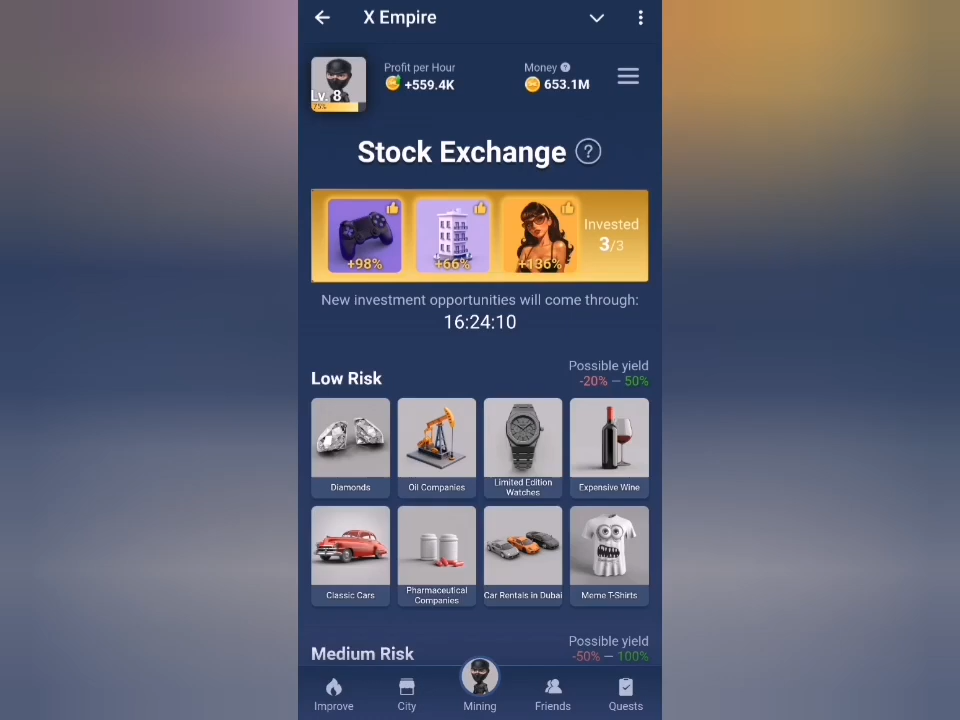 X Empire
Profit per Hour
+559.4K
Money ?
653.1M
Lv. 8
75%
Stock Exchange ?
+98%
+66%
+136%
Invested
3/3
New investment opportunities will come through:
16:24:10
Low Risk
Possible yield
-20% — 50%
Diamonds
Oil Companies
Limited Edition
Watches
Expensive Wine
Classic Cars
Pharmaceutical
Companies
Car Rentals in Dubai
Meme T-Shirts
Medium Risk
Possible yield
-50% — 100%
Improve
City
Mining
Friends
Quests